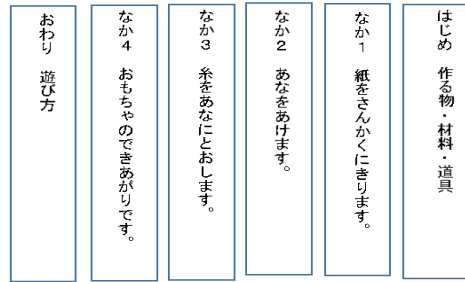 はじめ　作る物・材料・道具
なか１　紙をさんかくにきります。
なか２　あなをあけます。
なか３　糸をあなにとおします。
なか４　おもちゃのできあがりです。
おわり　遊び方